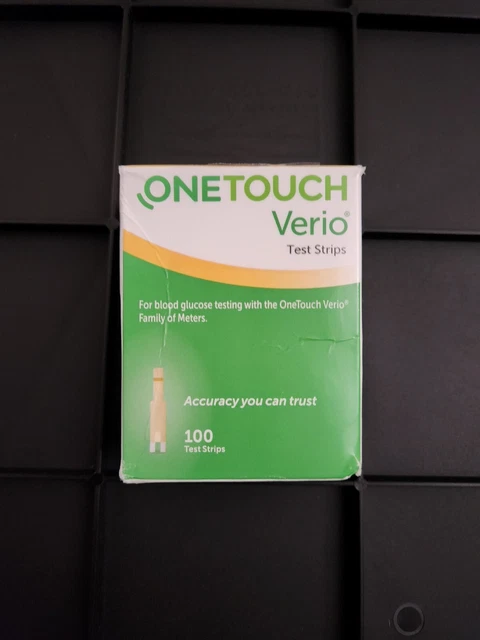 ONETOUCH
Verio®
Test Strips
For blood glucose testing with the OneTouch Verio®
Family of Meters.
Accuracy you can trust
100
Test Strips